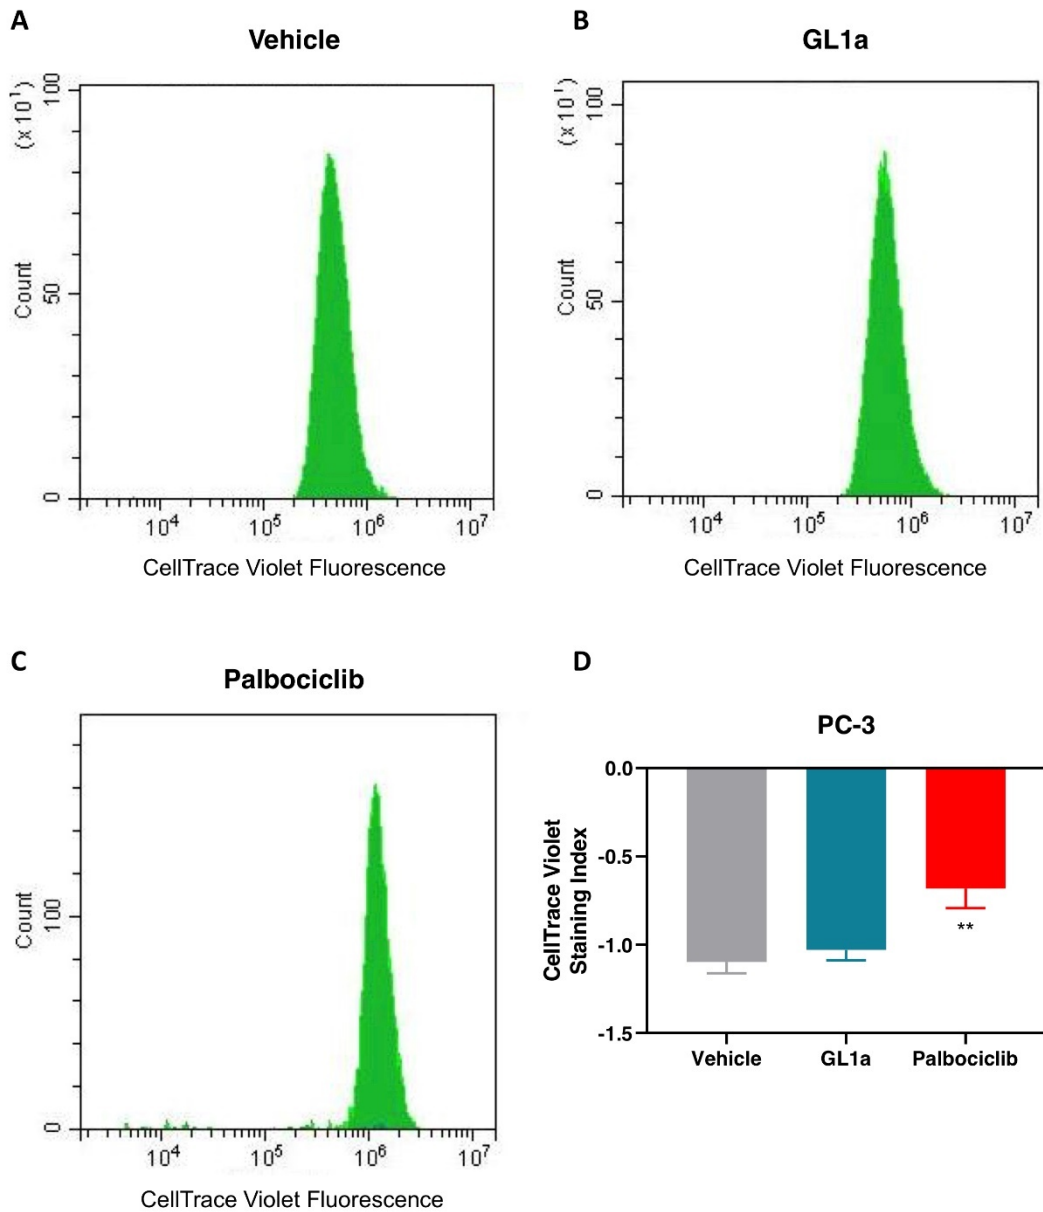 A
Vehicle
(x 10¹)
100
50
0
Count
10⁴ 10⁵ 10⁶ 10⁷
CellTrace Violet Fluorescence
B
GL1a
(x 10¹)
100
50
0
Count
10⁴ 10⁵ 10⁶ 10⁷
CellTrace Violet Fluorescence
C
Palbociclib
100
0
Count
10⁴ 10⁵ 10⁶ 10⁷
CellTrace Violet Fluorescence
D
PC-3
CellTrace Violet
Staining Index
0.0
-0.5
-1.0
-1.5
**
Vehicle GL1a Palbociclib